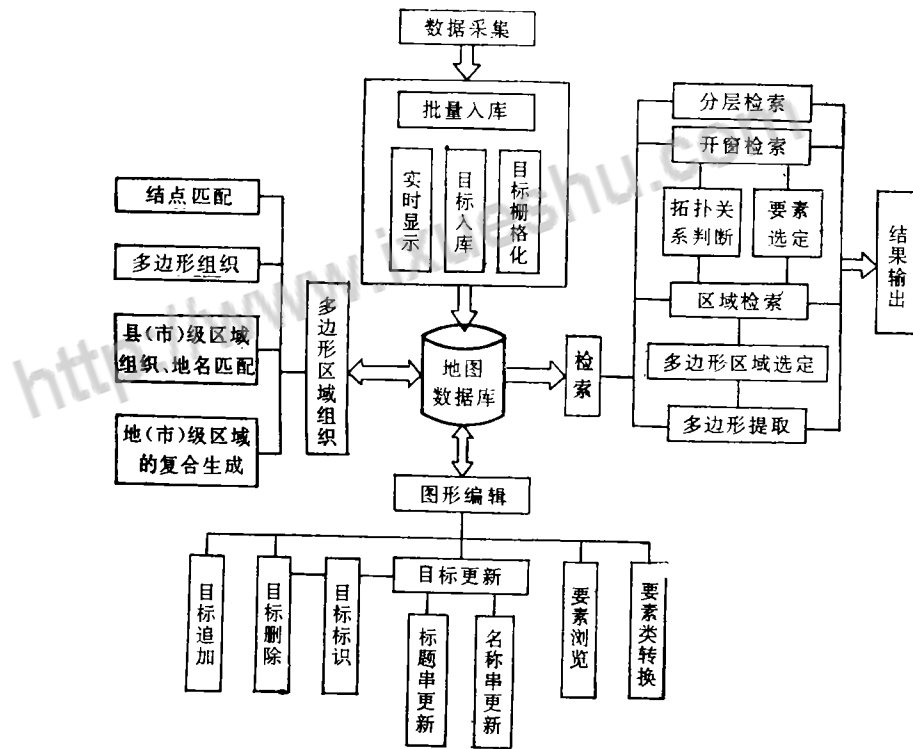 数据采集
批量入库
实时显示
目标入库
目标栅格化
结点匹配
多边形组织
县(市)级区域
组织、地名匹配
地(市)级区域
的复合生成
多边形区域组织
地图
数据库
检索
分层检索
开窗检索
拓扑关
系判断
要素
选定
区域检索
多边形区域选定
多边形提取
结果输出
图形编辑
目标追加
目标删除
目标标识
目标更新
标题串更新
名称串更新
要素浏览
要素类转换
http://www.ixueshu.com